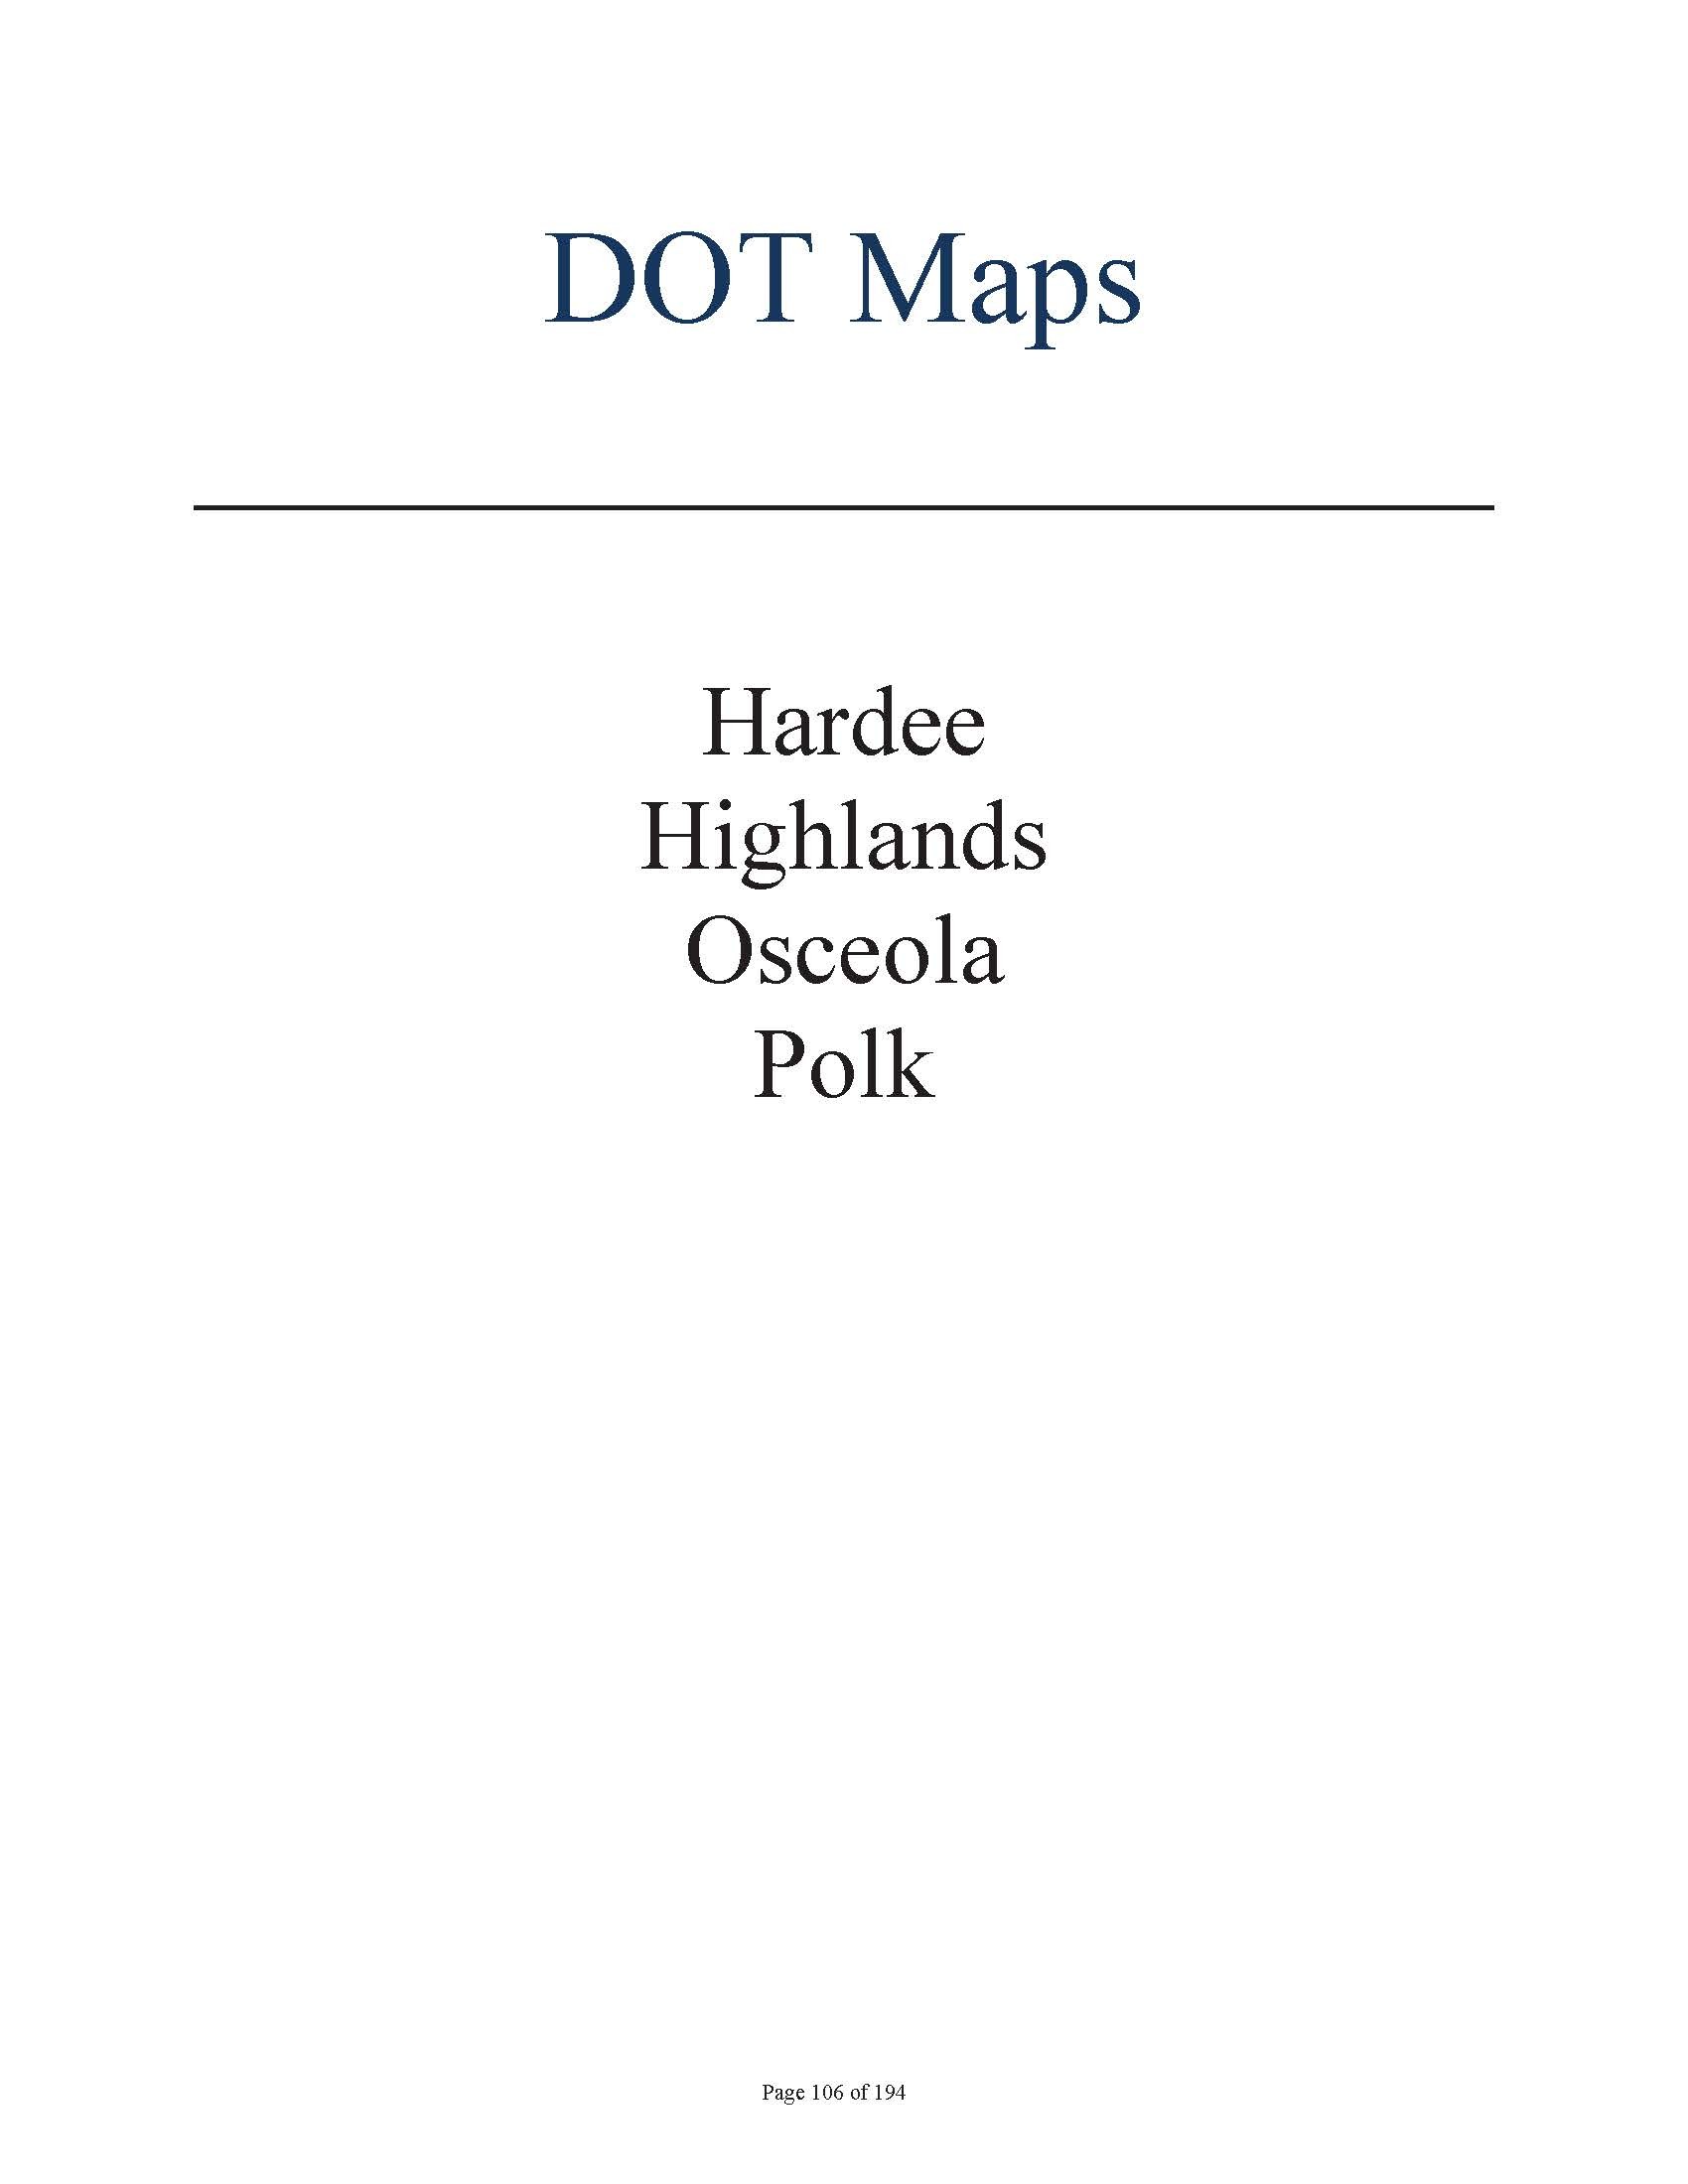 DOT Maps
Hardee
Highlands
Osceola
Polk
Page 106 of 194